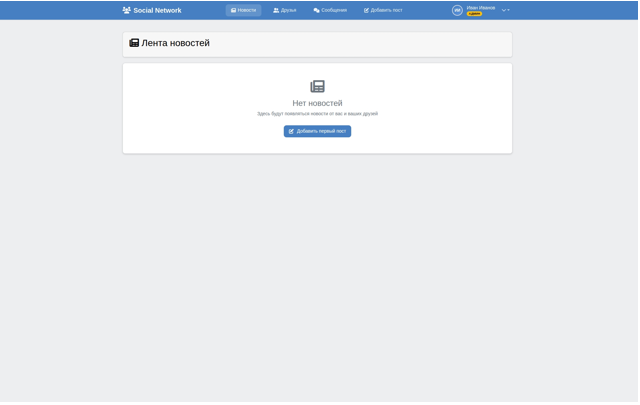 Social Network
Новости
Друзья
Сообщения
Добавить пост
ИИ
Иван Иванов
Лента новостей
Нет новостей
Здесь будут появляться новости от вас и ваших друзей
Добавить первый пост